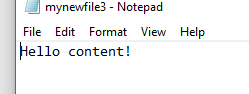 mynewfile3 - Notepad
File Edit Format View Help
Hello content!